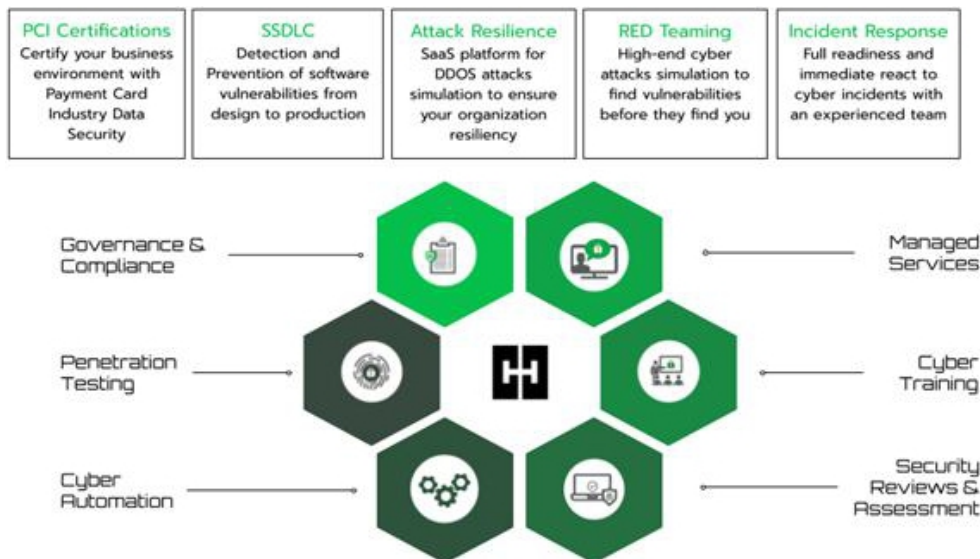 PCI Certifications
Certify your business
environment with
Payment Card
Industry Data
Security
SSDLC
Detection and
Prevention of software
vulnerabilities from
design to production
Attack Resilience
SaaS platform for
DDOS attacks
simulation to ensure
your organization
resiliency
RED Teaming
High-end cyber
attacks simulation to
find vulnerabilities
before they find you
Incident Response
Full readiness and
immediate react to
cyber incidents with
an experienced team
Governance &
Compliance
Managed
Services
Penetration
Testing
Cyber
Training
Cyber
Automation
Security
Reviews &
Assessment